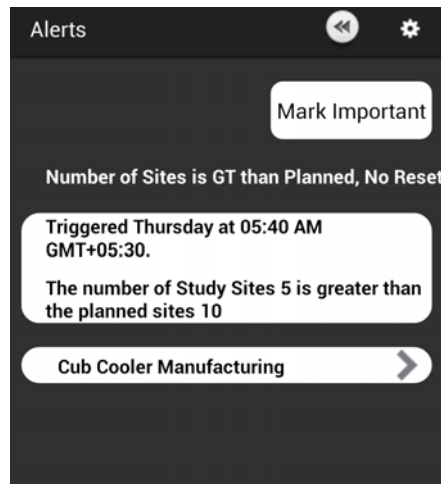 Alerts
Mark Important
Number of Sites is GT than Planned, No Reset
Triggered Thursday at 05:40 AM
GMT+05:30.
The number of Study Sites 5 is greater than
the planned sites 10
Cub Cooler Manufacturing